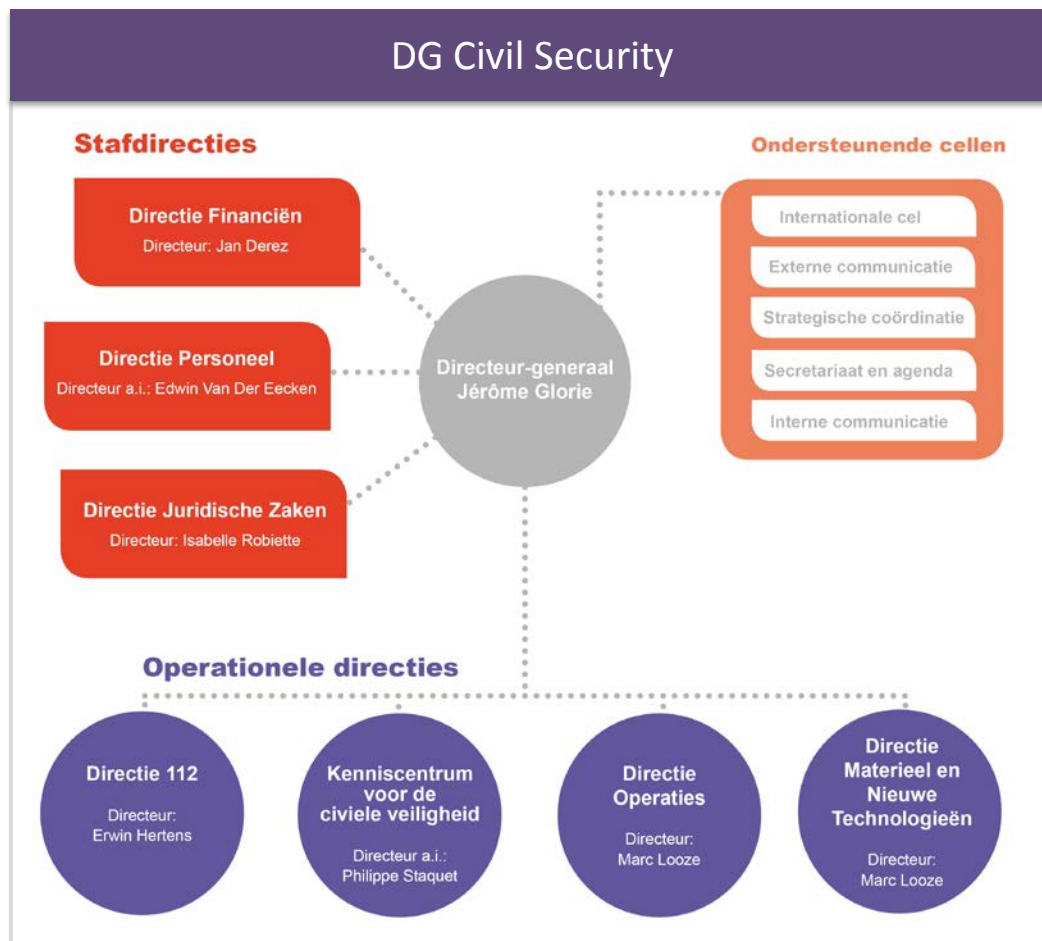 DG Civil Security
Stafdirecties
Directie Financiën
Directeur: Jan Derez
Directie Personeel
Directeur a.i.: Edwin Van Der Eecken
Directie Juridische Zaken
Directeur: Isabelle Robiette
Directeur-generaal
Jérôme Glorie
Ondersteunende cellen
Internationale cel
Externe communicatie
Strategische coördinatie
Secretariaat en agenda
Interne communicatie
Operationele directies
Directie 112
Directeur:
Erwin Hertens
Kenniscentrum
voor de
civiele veiligheid
Directeur a.i.:
Philippe Staquet
Directie
Operaties
Directeur:
Marc Looze
Directie
Materieel en
Nieuwe
Technologieën
Directeur:
Marc Looze